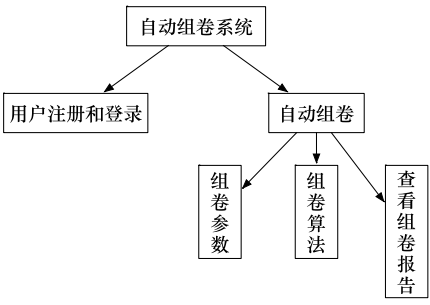 自动组卷系统
用户注册和登录
自动组卷
组卷参数
组卷算法
查看组卷报告